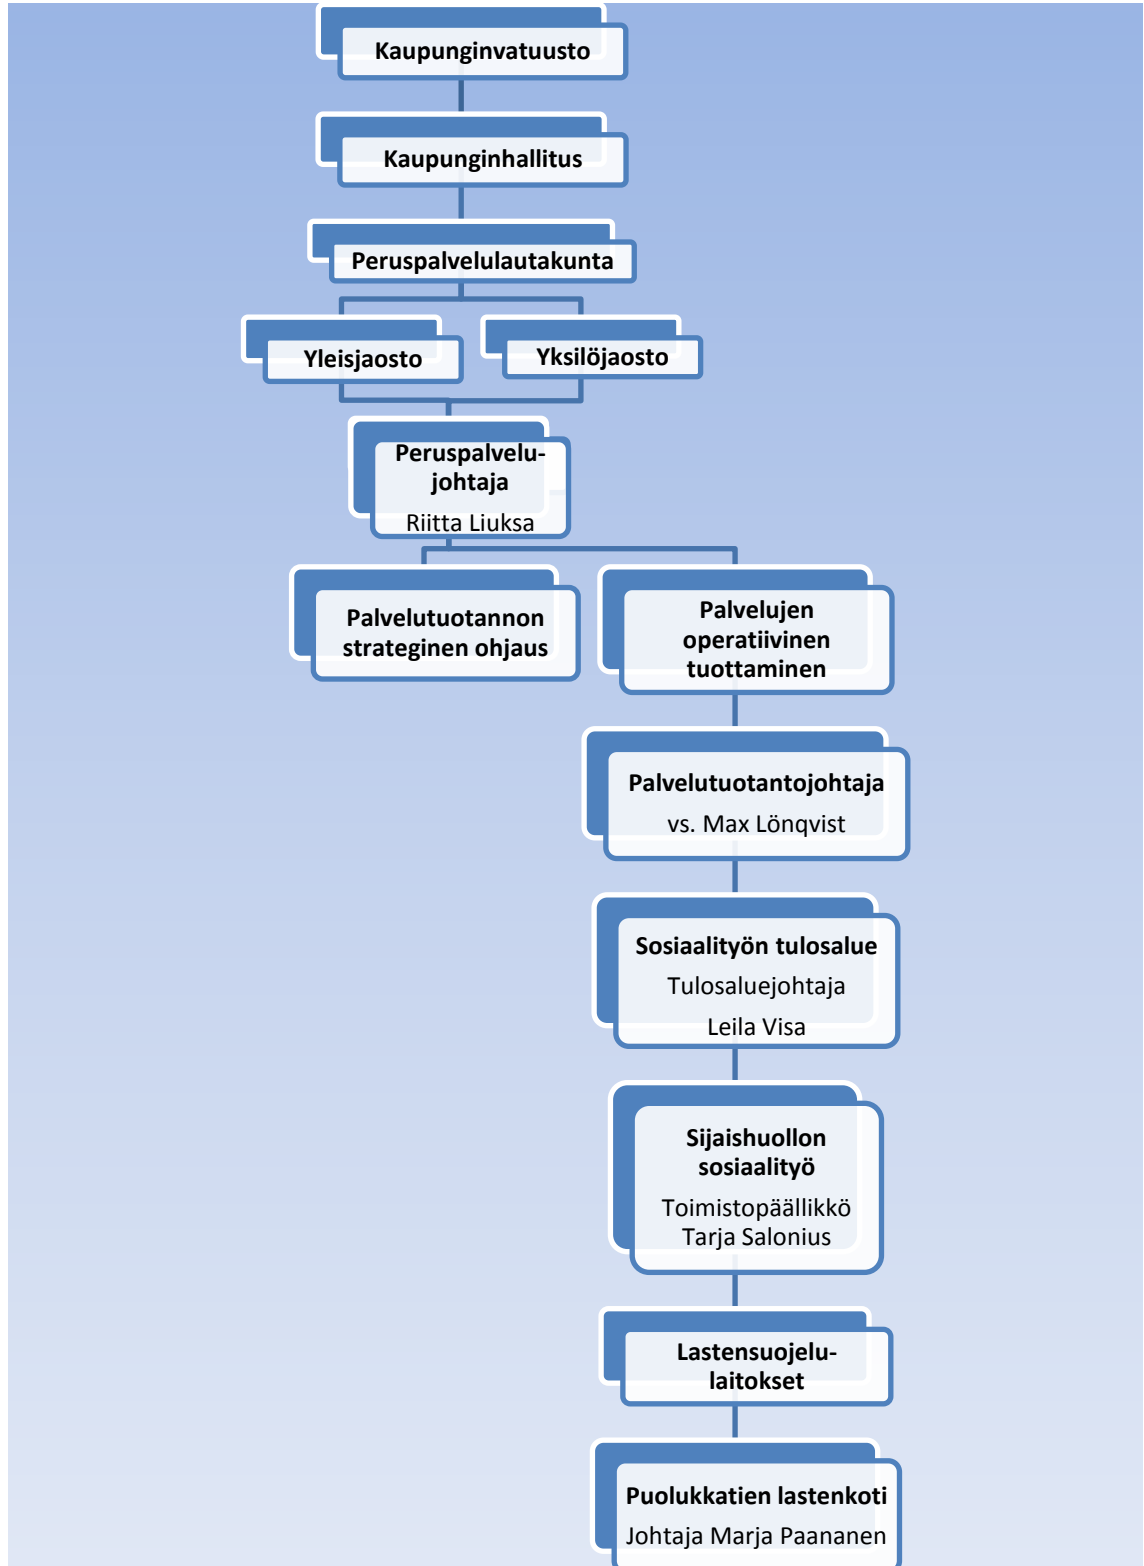 Kaupunginvatuusto
Kaupunginhallitus
Peruspalvelulautakunta
Yleisjaosto
Yksilöjaosto
Peruspalvelu-
johtaja
Riitta Liuksa
Palvelutuotannon
strateginen ohjaus
Palvelujen
operatiivinen
tuottaminen
Palvelutuotantojohtaja
vs. Max Lönqvist
Sosiaalityön tulosalue
Tulosaluejohtaja
Leila Visa
Sijaishuollon
sosiaalityö
Toimistopäällikkö
Tarja Salonius
Lastensuojelu-
laitokset
Puolukkatien lastenkoti
Johtaja Marja Paananen